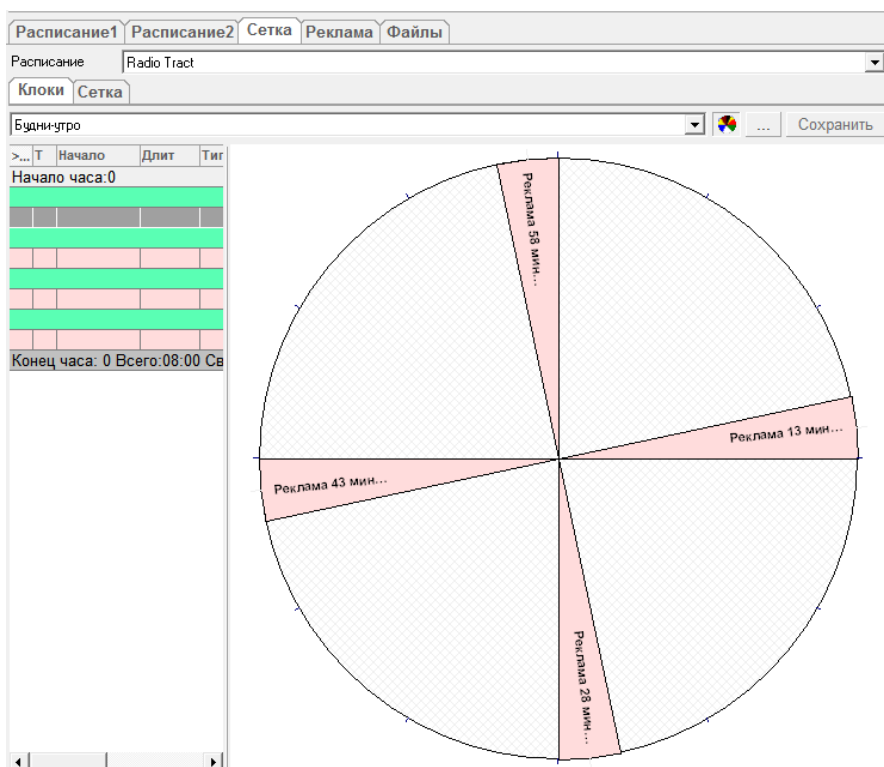 Расписание1 Расписание2 Сетка Реклама Файлы
Расписание Radio Tract
Клоки Сетка
Будни-утро ... Сохранить
>... Т Начало Длит Тип
Начало часа:0
Конец часа: 0 Всего:08:00 Св
Реклама 58 мин...
Реклама 13 мин...
Реклама 43 мин...
Реклама 28 мин...